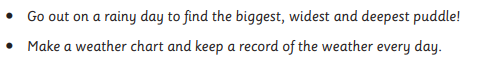 • Go out on a rainy day to find the biggest, widest and deepest puddle!
• Make a weather chart and keep a record of the weather every day.